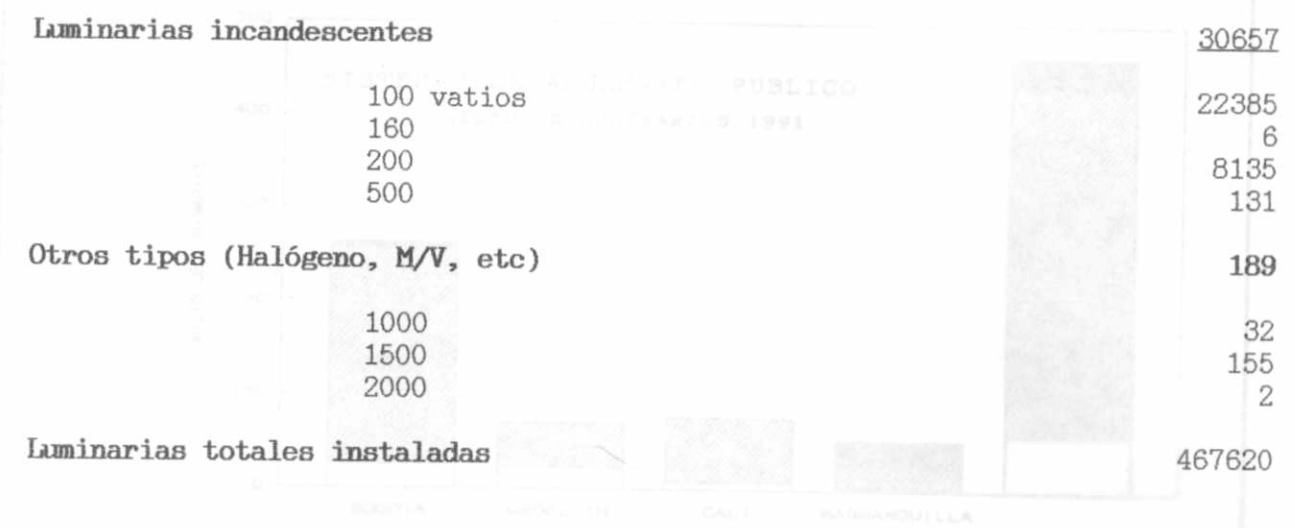 Luminarias incandescentes 30657
100 vatios 22385
160 6
200 8135
500 131
Otros tipos (Halógeno, M/V, etc) 189
1000 32
1500 155
2000 2
Luminarias totales instaladas 467620